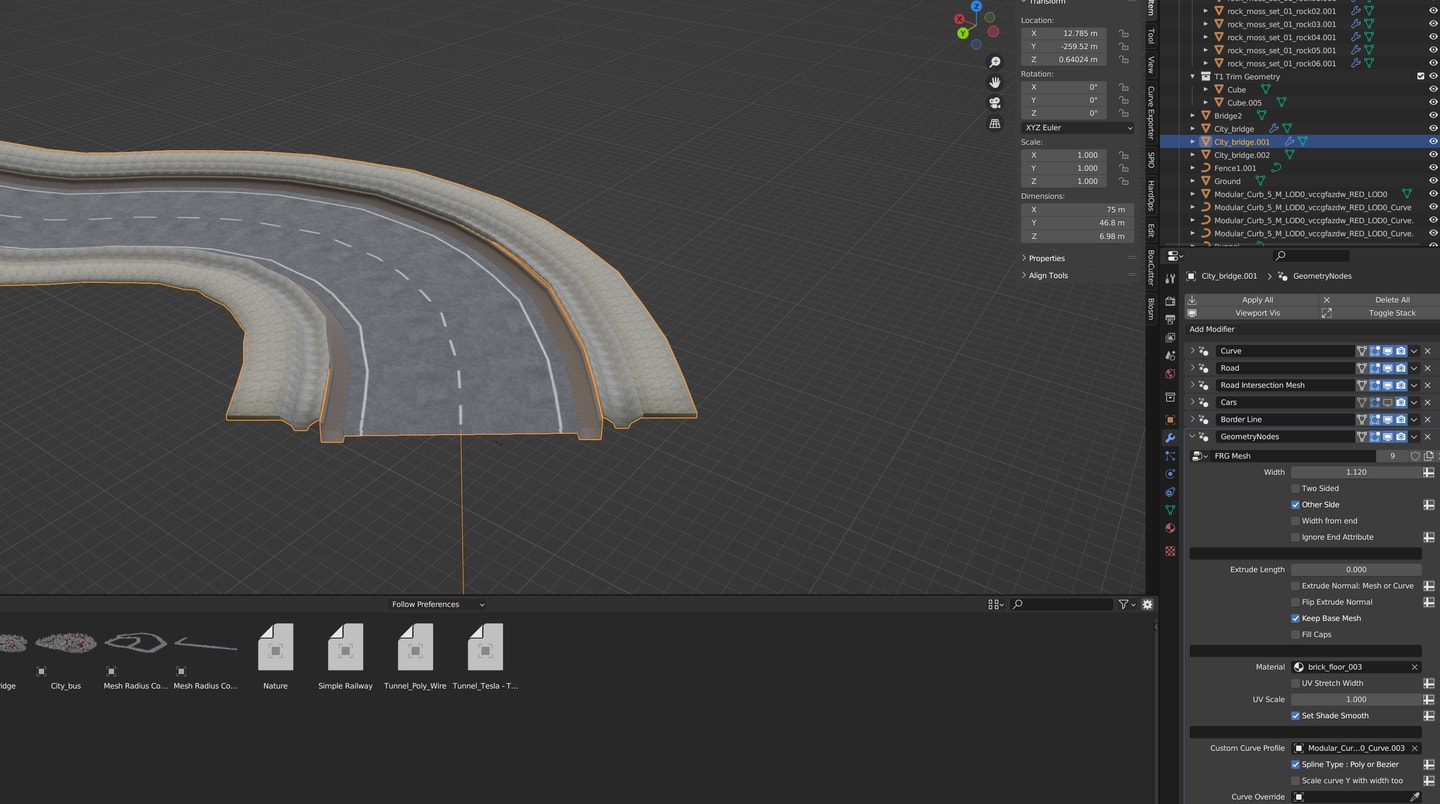 Transform
Location:
X 12.785 m
Y -259.52 m
Z 0.64024 m
Rotation:
X 0°
Y 0°
Z 0°
XYZ Euler
Scale:
X 1.000
Y 1.000
Z 1.000
Dimensions:
X 75 m
Y 46.8 m
Z 6.98 m
Properties
Align Tools
X
Y
Z
Item
Tool
View
Curve Exporter
SPIO
HardOps
Edit
BoxCutter
Blosm
rock_moss_set_01_rock02.001
rock_moss_set_01_rock03.001
rock_moss_set_01_rock04.001
rock_moss_set_01_rock05.001
rock_moss_set_01_rock06.001
T1 Trim Geometry
Cube
Cube.005
Bridge2
City_bridge
City_bridge.001
City_bridge.002
Fence1.001
Ground
Modular_Curb_5_M_LOD0_vccgfazdw_RED_LOD0
Modular_Curb_5_M_LOD0_vccgfazdw_RED_LOD0_Curve
Modular_Curb_5_M_LOD0_vccgfazdw_RED_LOD0_Curve.
Modular_Curb_5_M_LOD0_vccgfazdw_RED_LOD0_Curve.
City_bridge.001 > GeometryNodes
Apply All Delete All
Viewport Vis Toggle Stack
Add Modifier
Curve
Road
Road Intersection Mesh
Cars
Border Line
GeometryNodes
FRG Mesh 9
Width 1.120
Two Sided
Other SIde
Width from end
Ignore End Attribute
Extrude Length 0.000
Extrude Normal: Mesh or Curve
Flip Extrude Normal
Keep Base Mesh
Fill Caps
Material brick_floor_003
UV Stretch Width
UV Scale 1.000
Set Shade Smooth
Custom Curve Profile Modular_Cur...0_Curve.003
Spline Type : Poly or Bezier
Scale curve Y with width too
Curve Override
Follow Preferences
idge
City_bus
Mesh Radius Co...
Mesh Radius Co...
Nature
Simple Railway
Tunnel_Poly_Wire
Tunnel_Tesla - T...